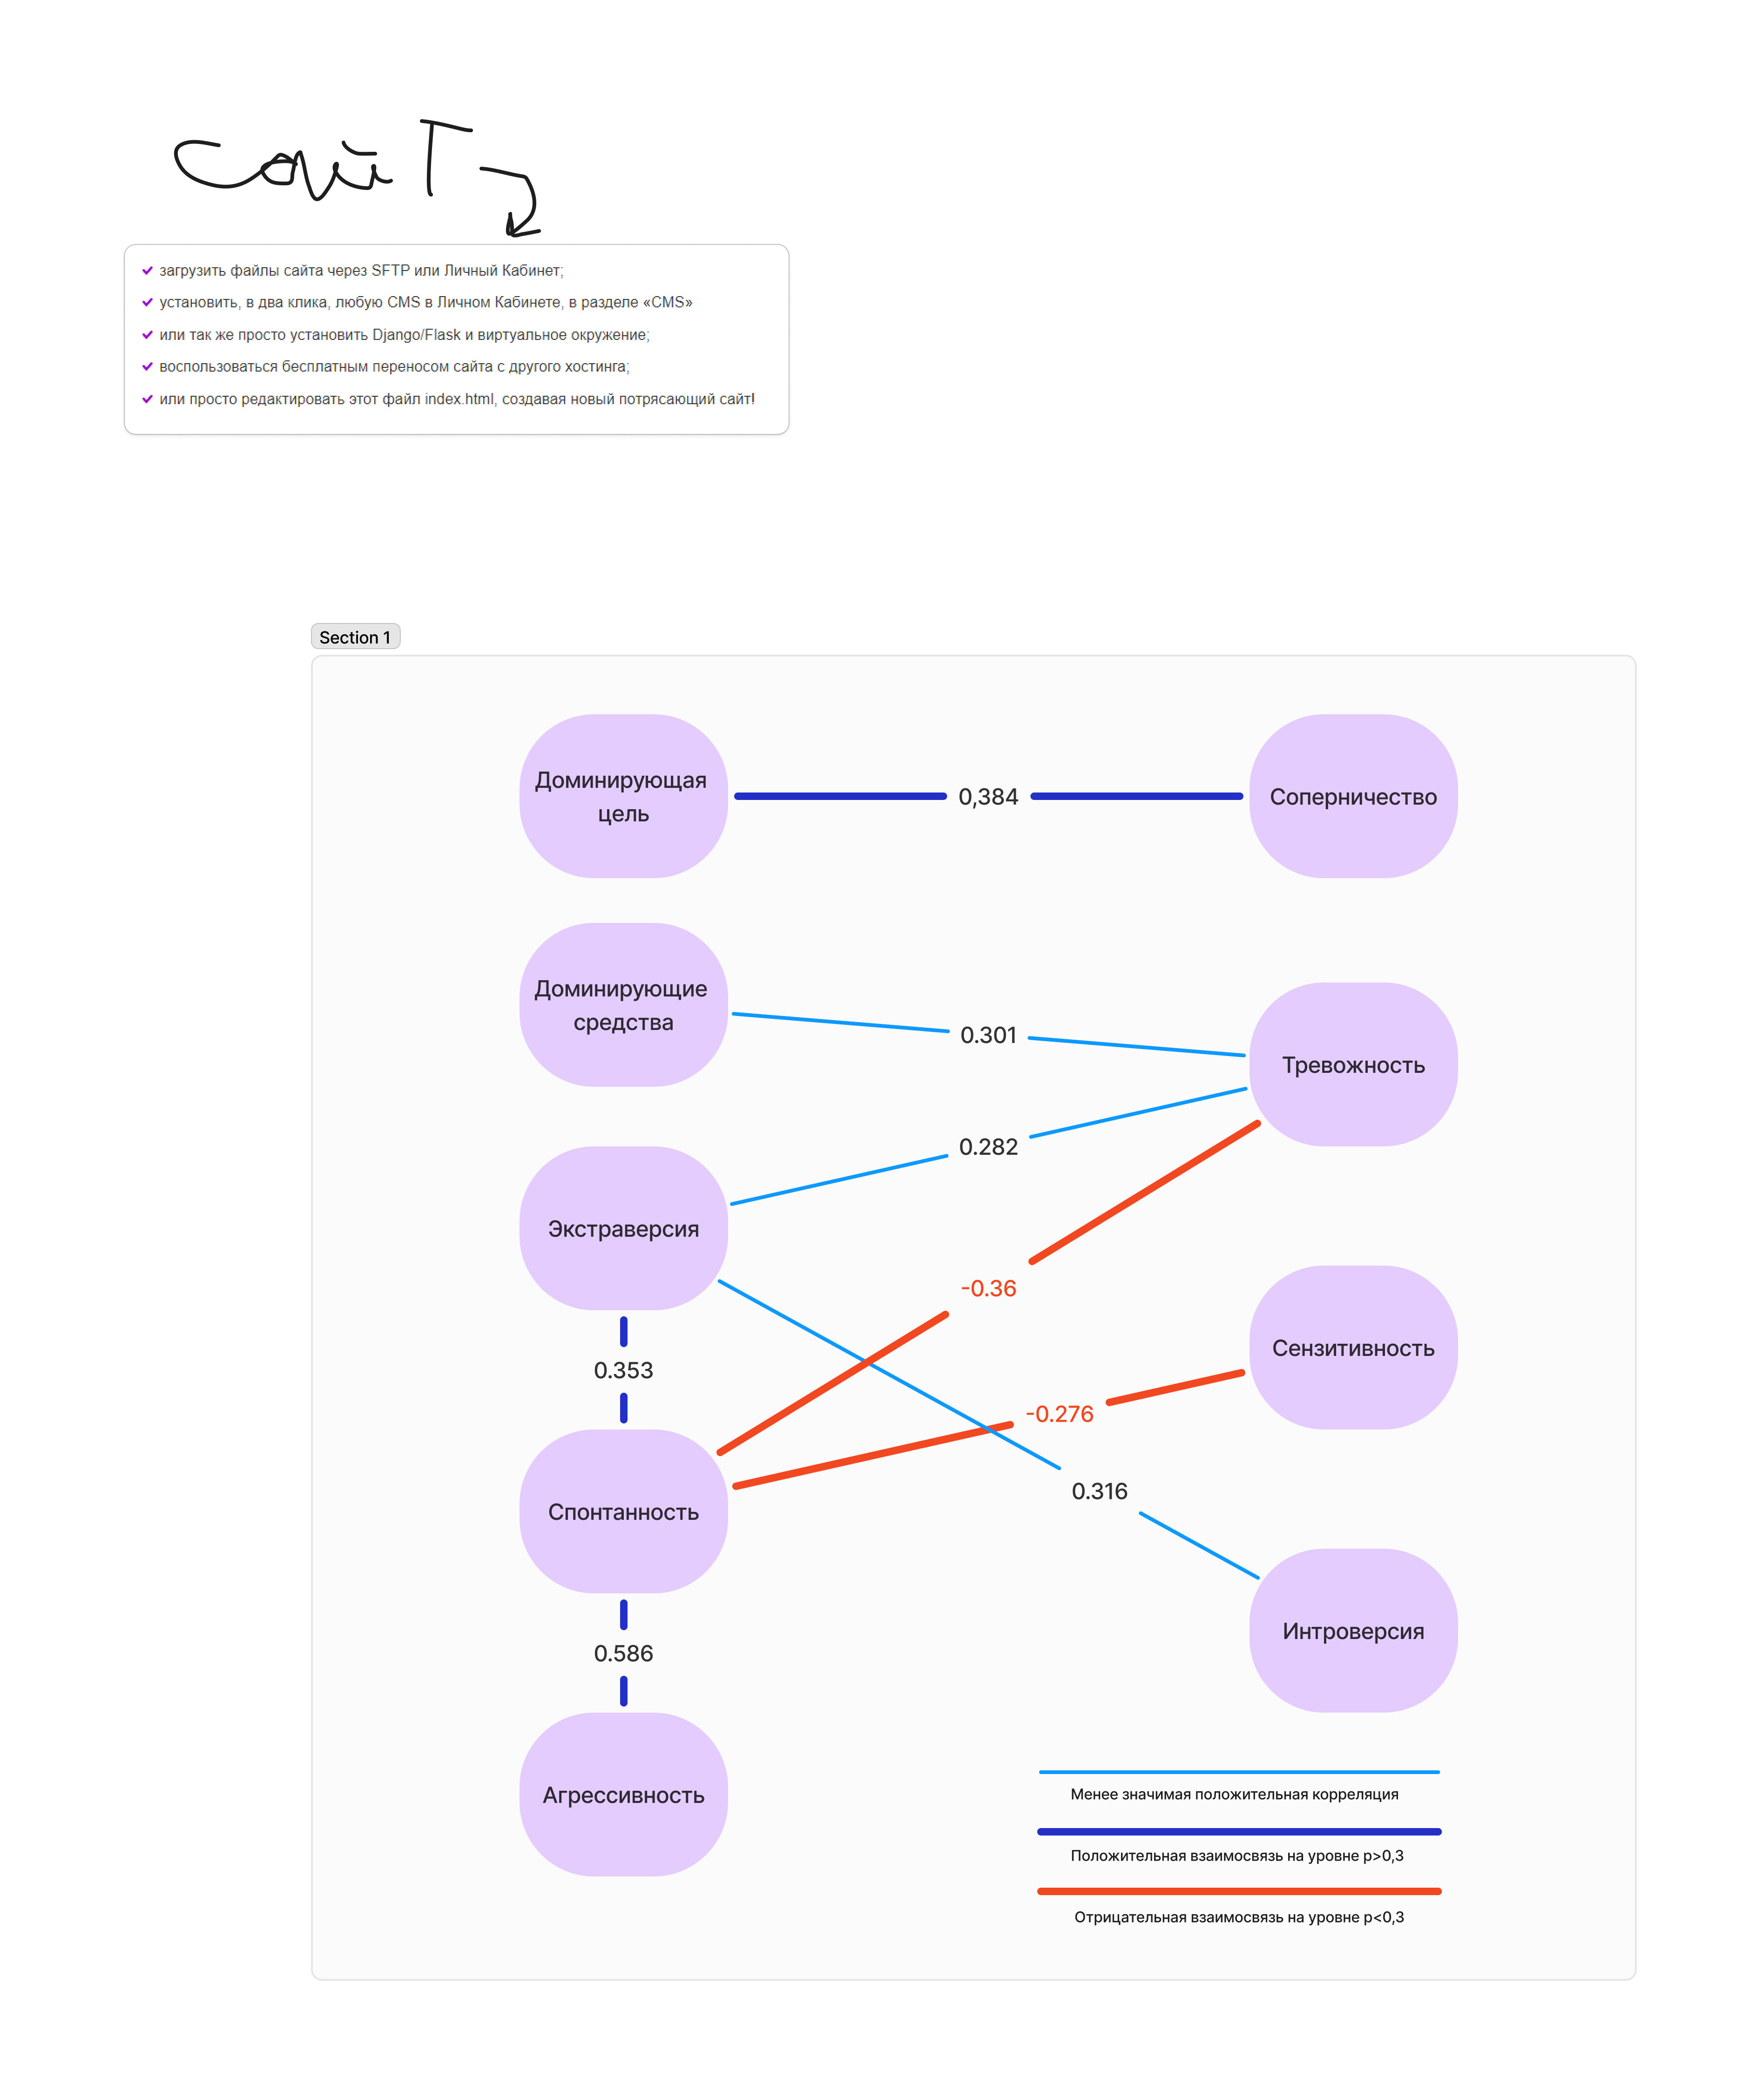 сайт
загрузить файлы сайта через SFTP или Личный Кабинет;
установить, в два клика, любую CMS в Личном Кабинете, в разделе «CMS»
или так же просто установить Django/Flask и виртуальное окружение;
воспользоваться бесплатным переносом сайта с другого хостинга;
или просто редактировать этот файл index.html, создавая новый потрясающий сайт!
Section 1
Доминирующая
цель
0,384
Соперничество
Доминирующие
средства
0.301
Тревожность
0.282
Экстраверсия
-0.36
Сензитивность
0.353
-0.276
0.316
Спонтанность
Интроверсия
0.586
Агрессивность
Менее значимая положительная корреляция
Положительная взаимосвязь на уровне p>0,3
Отрицательная взаимосвязь на уровне p<0,3